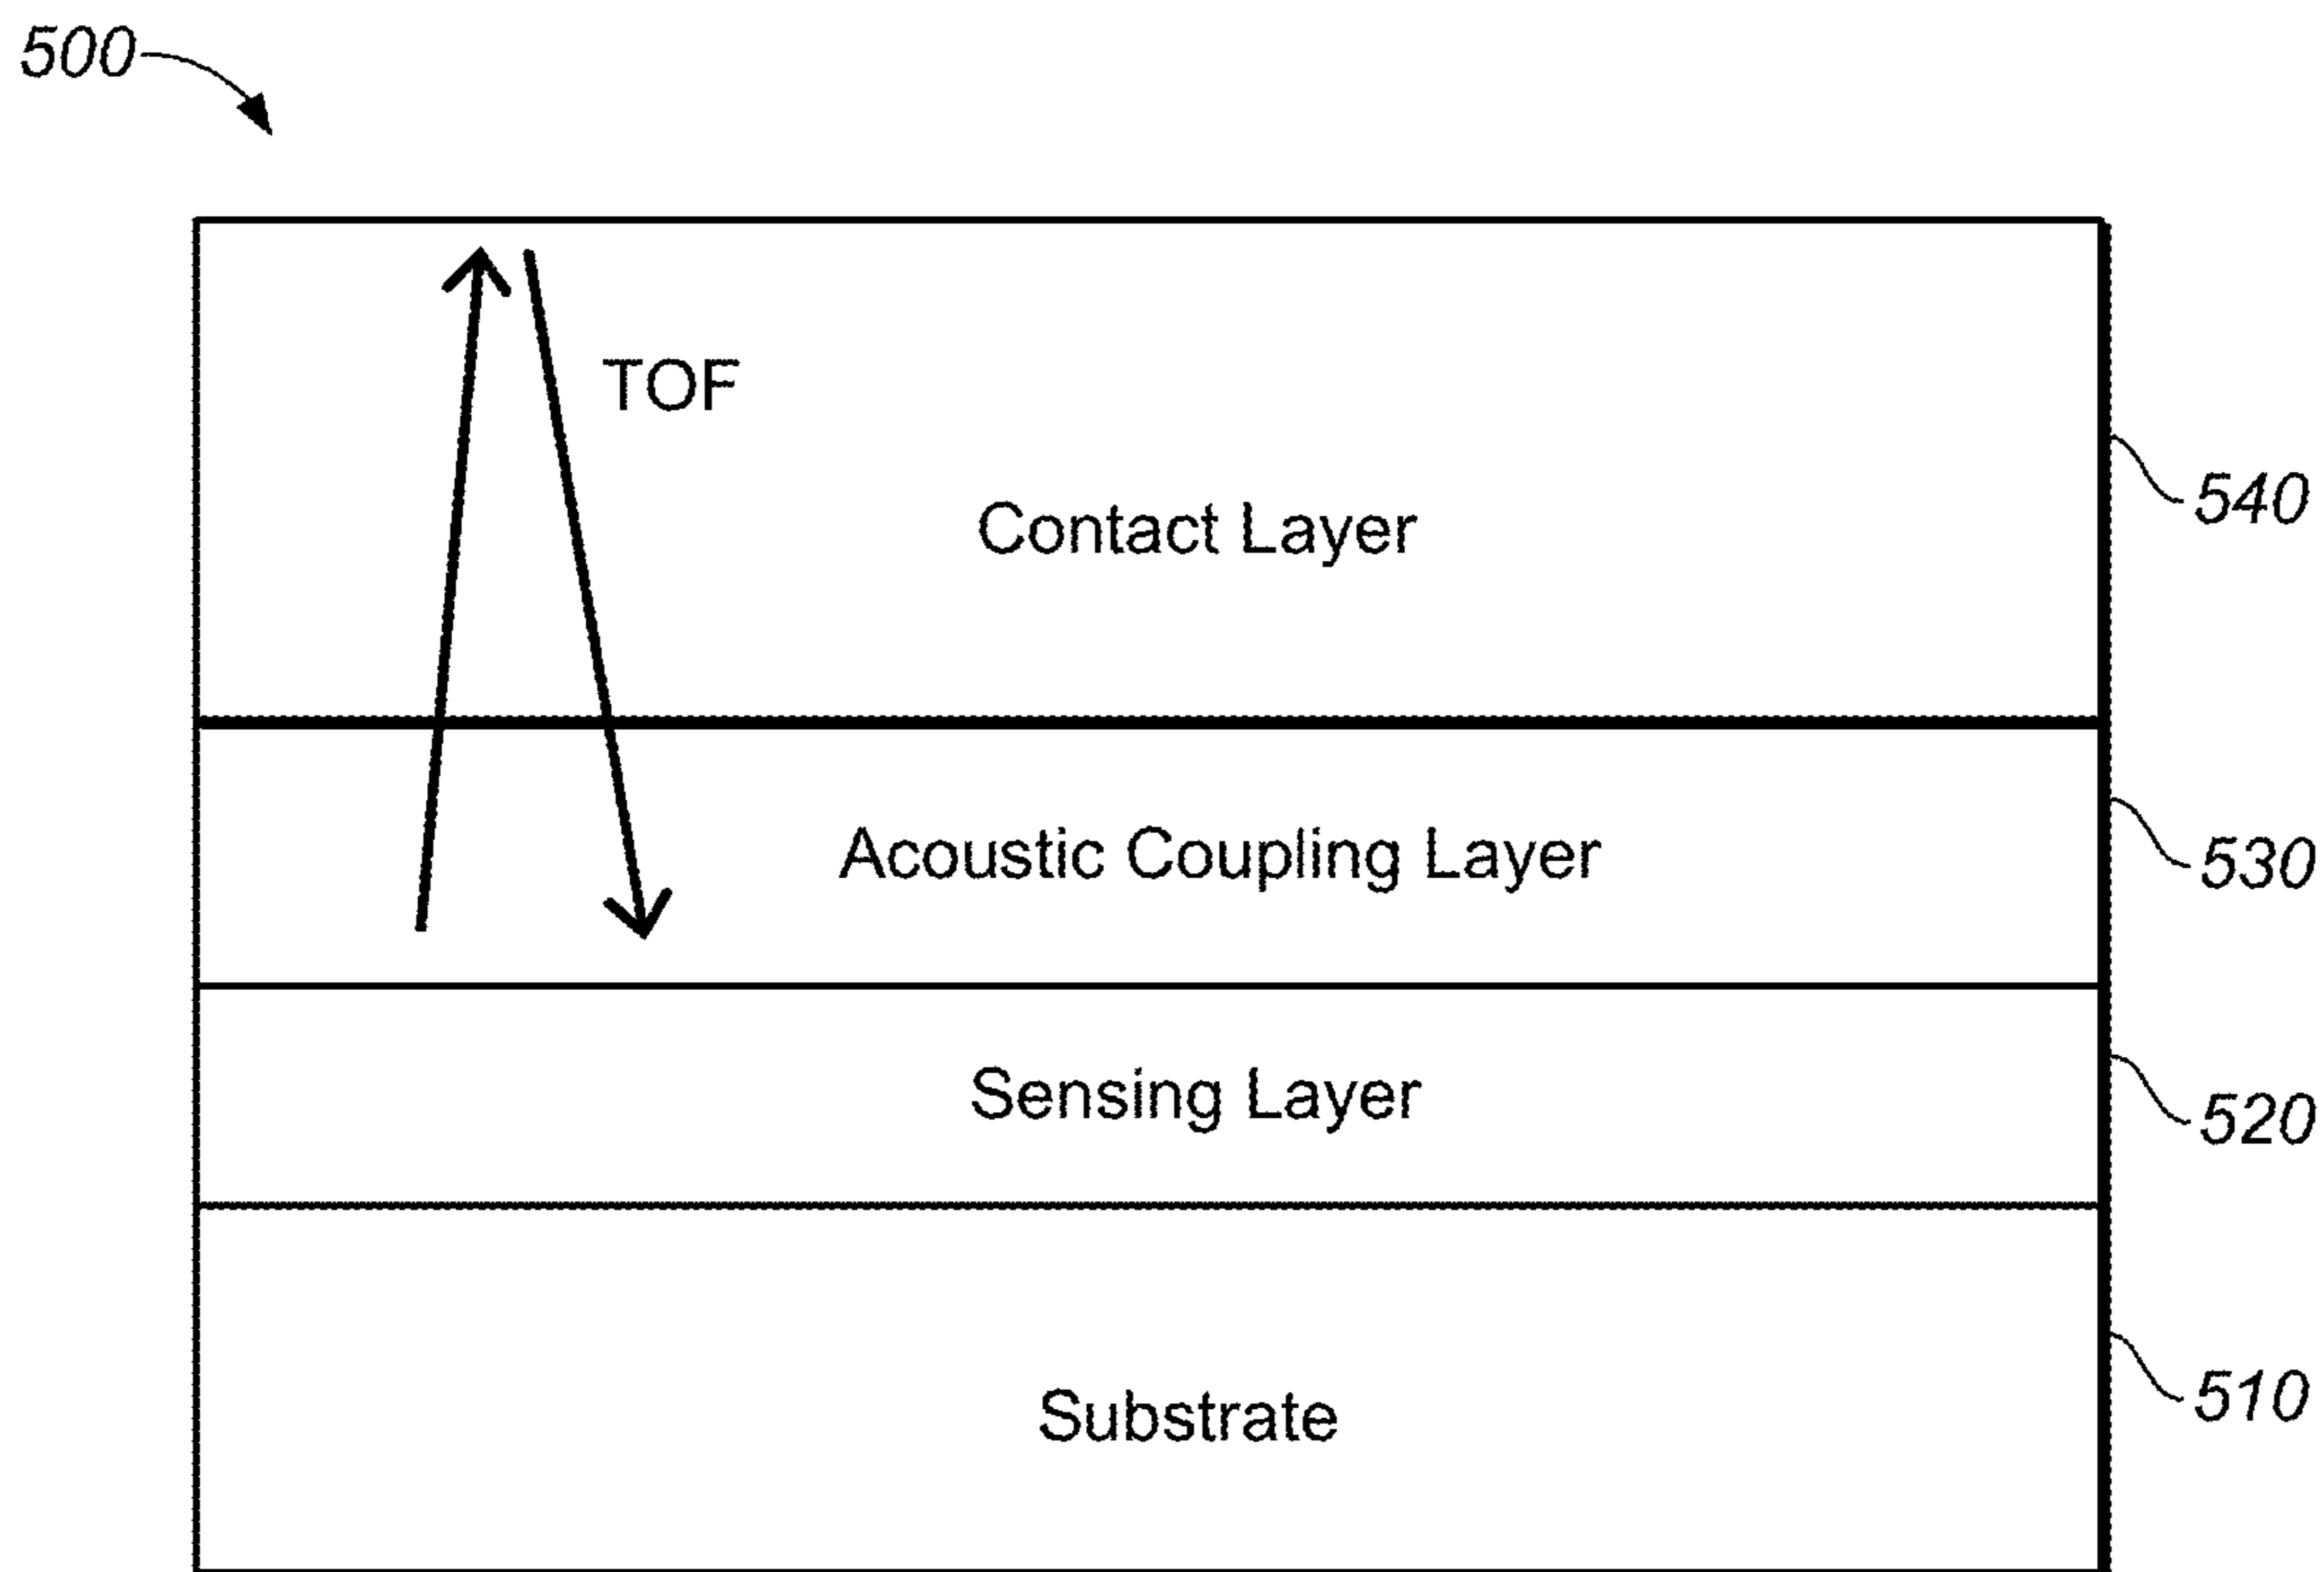 500
TOF
Contact Layer
540
Acoustic Coupling Layer
530
Sensing Layer
520
Substrate
510